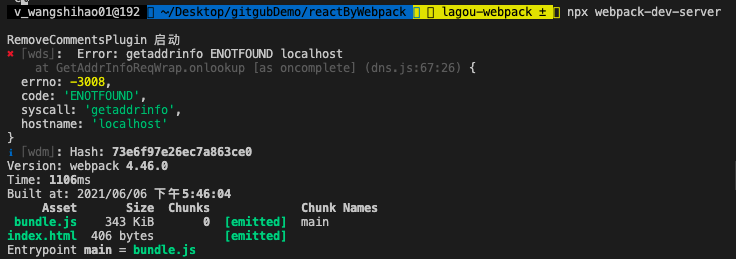 v_wangshihao01@192 ~/Desktop/gitgubDemo/reactByWebpack lagou-webpack ± npx webpack-dev-server
RemoveCommentsPlugin 启动
✖ ｢wds｣: Error: getaddrinfo ENOTFOUND localhost
at GetAddrInfoReqWrap.onlookup [as oncomplete] (dns.js:67:26) {
errno: -3008,
code: 'ENOTFOUND',
syscall: 'getaddrinfo',
hostname: 'localhost'
}
ℹ ｢wdm｣: Hash: 73e6f97e26ec7a863ce0
Version: webpack 4.46.0
Time: 1106ms
Built at: 2021/06/06 下午5:46:04
Asset Size Chunks Chunk Names
bundle.js 343 KiB 0 [emitted] main
index.html 406 bytes [emitted]
Entrypoint main = bundle.js